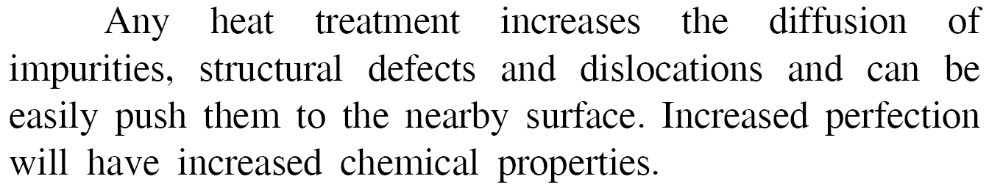 Any heat treatment increases the diffusion of
impurities, structural defects and dislocations and can be
easily push them to the nearby surface. Increased perfection
will have increased chemical properties.